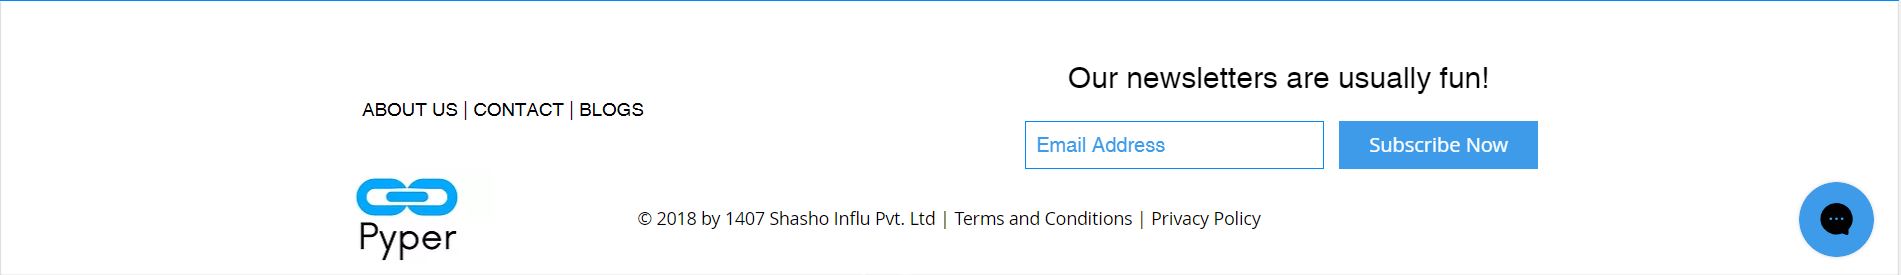 Our newsletters are usually fun!
ABOUT US | CONTACT | BLOGS
Email Address
Subscribe Now
Pyper
© 2018 by 1407 Shasho Influ Pvt. Ltd | Terms and Conditions | Privacy Policy